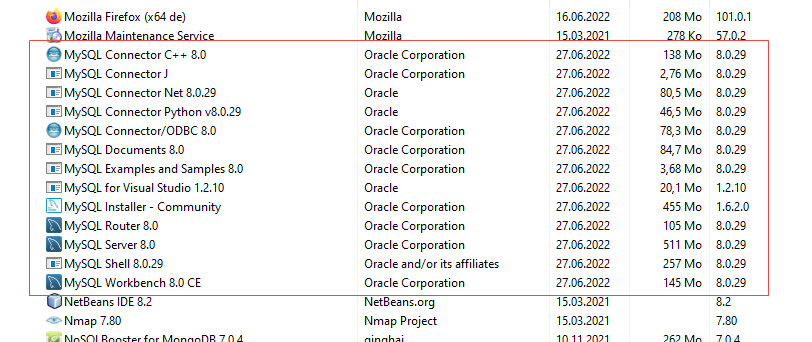 Mozilla Firefox (x64 de) Mozilla 16.06.2022 208 Mo 101.0.1
Mozilla Maintenance Service Mozilla 15.03.2021 278 Ko 57.0.2
MySQL Connector C++ 8.0 Oracle Corporation 27.06.2022 138 Mo 8.0.29
MySQL Connector J Oracle Corporation 27.06.2022 2,76 Mo 8.0.29
MySQL Connector Net 8.0.29 Oracle 27.06.2022 80,5 Mo 8.0.29
MySQL Connector Python v8.0.29 Oracle 27.06.2022 46,5 Mo 8.0.29
MySQL Connector/ODBC 8.0 Oracle Corporation 27.06.2022 78,3 Mo 8.0.29
MySQL Documents 8.0 Oracle Corporation 27.06.2022 84,7 Mo 8.0.29
MySQL Examples and Samples 8.0 Oracle Corporation 27.06.2022 3,68 Mo 8.0.29
MySQL for Visual Studio 1.2.10 Oracle 27.06.2022 20,1 Mo 1.2.10
MySQL Installer - Community Oracle Corporation 27.06.2022 455 Mo 1.6.2.0
MySQL Router 8.0 Oracle Corporation 27.06.2022 105 Mo 8.0.29
MySQL Server 8.0 Oracle Corporation 27.06.2022 511 Mo 8.0.29
MySQL Shell 8.0.29 Oracle and/or its affiliates 27.06.2022 257 Mo 8.0.29
MySQL Workbench 8.0 CE Oracle Corporation 27.06.2022 145 Mo 8.0.29
NetBeans IDE 8.2 NetBeans.org 15.03.2021 8.2
Nmap 7.80 Nmap Project 15.03.2021 7.80
NoSQLBooster for MongoDB 7.0.4 qinghai 10.11.2021 262 Mo 7.0.4